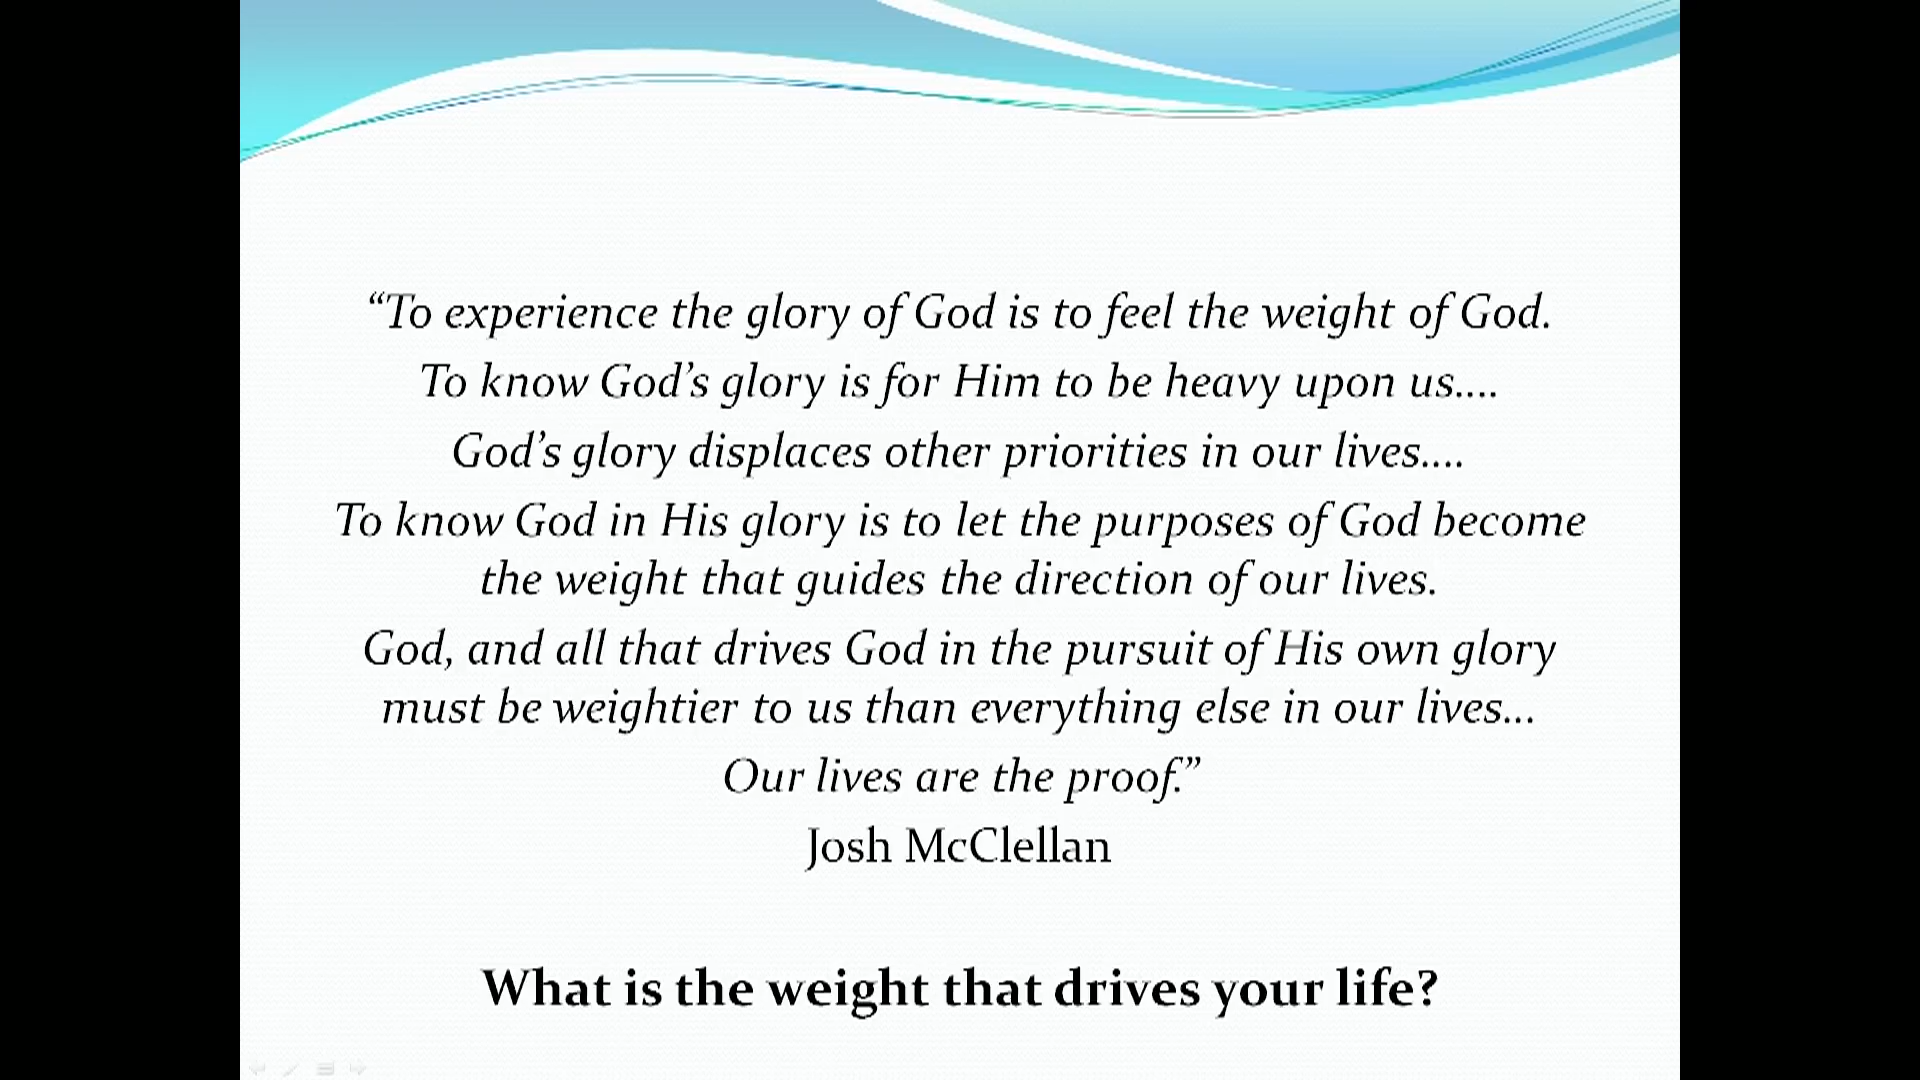 “To experience the glory of God is to feel the weight of God.
To know God’s glory is for Him to be heavy upon us....
God’s glory displaces other priorities in our lives....
To know God in His glory is to let the purposes of God become
the weight that guides the direction of our lives.
God, and all that drives God in the pursuit of His own glory
must be weightier to us than everything else in our lives...
Our lives are the proof.”
Josh McClellan
What is the weight that drives your life?